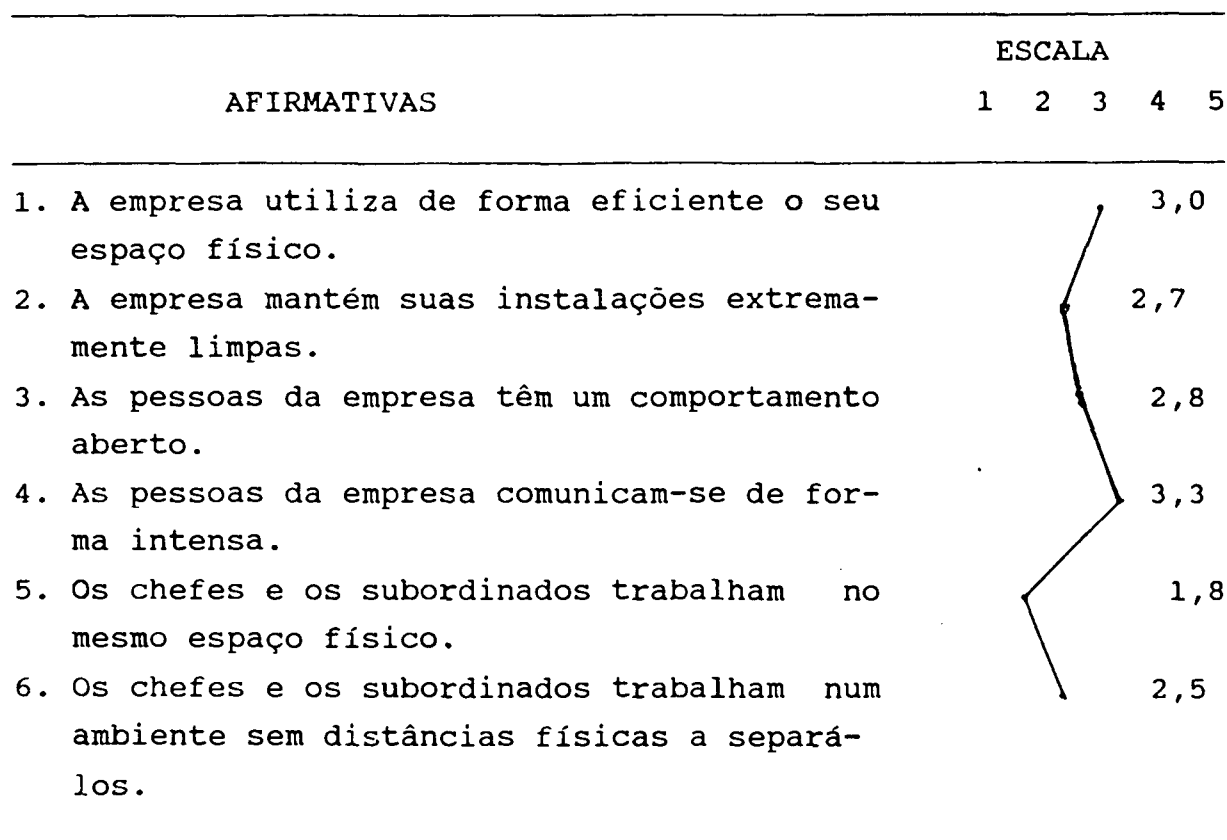 ESCALA
AFIRMATIVAS 1 2 3 4 5
1. A empresa utiliza de forma eficiente o seu 3,0
espaço físico.
2. A empresa mantém suas instalações extrema- 2,7
mente limpas.
3. As pessoas da empresa têm um comportamento 2,8
aberto.
4. As pessoas da empresa comunicam-se de for- 3,3
ma intensa.
5. Os chefes e os subordinados trabalham no 1,8
mesmo espaço físico.
6. Os chefes e os subordinados trabalham num 2,5
ambiente sem distâncias físicas a separá-
los.